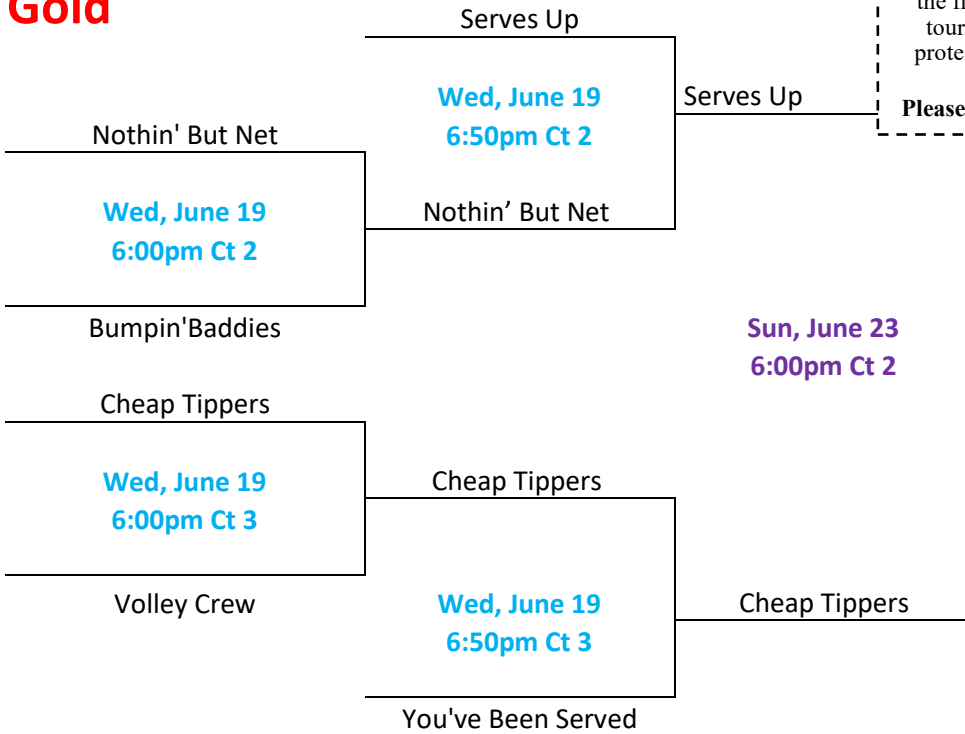 Gold
Serves Up
the
tour
prote
Please
Wed, June 19
6:50pm Ct 2
Serves Up
Nothin' But Net
Wed, June 19
6:00pm Ct 2
Nothin’ But Net
Bumpin'Baddies
Sun, June 23
6:00pm Ct 2
Cheap Tippers
Wed, June 19
6:00pm Ct 3
Cheap Tippers
Volley Crew
Wed, June 19
6:50pm Ct 3
Cheap Tippers
You've Been Served